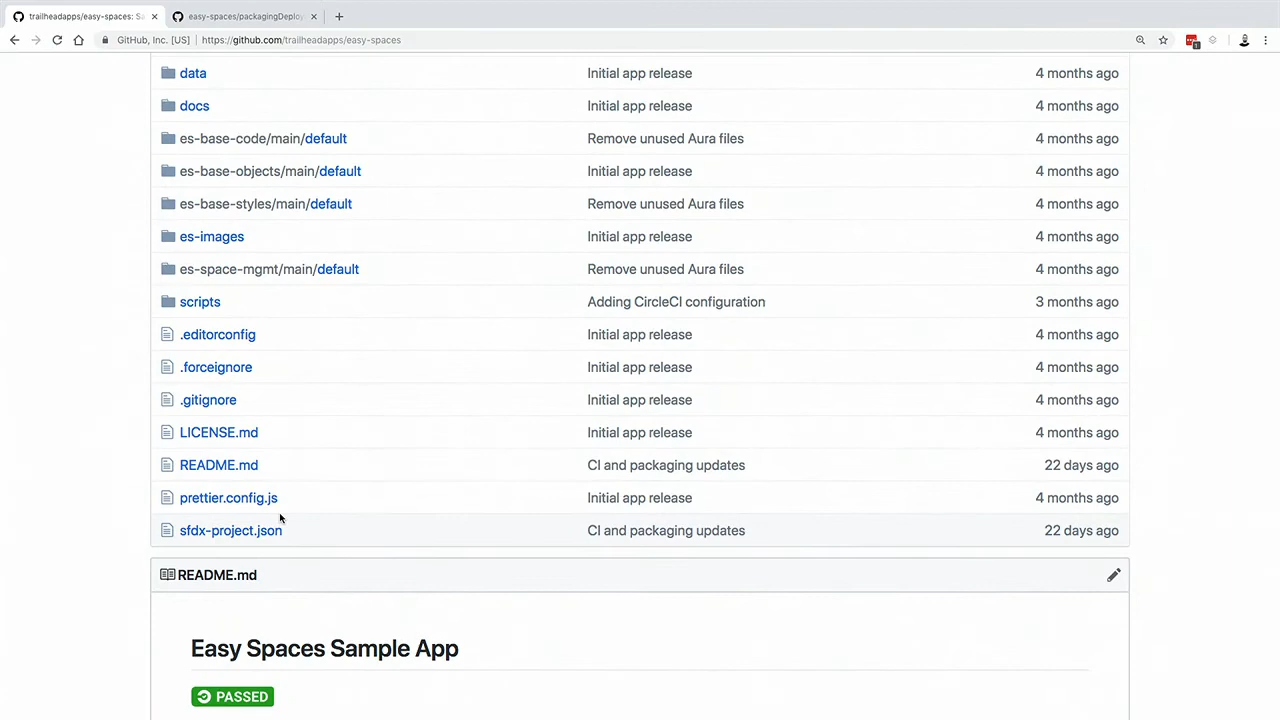 trailheadapps/easy-spaces: Sa
easy-spaces/packagingDeploy
GitHub, Inc. [US] | https://github.com/trailheadapps/easy-spaces
1
data Initial app release 4 months ago
docs Initial app release 4 months ago
es-base-code/main/default Remove unused Aura files 4 months ago
es-base-objects/main/default Initial app release 4 months ago
es-base-styles/main/default Remove unused Aura files 4 months ago
es-images Initial app release 4 months ago
es-space-mgmt/main/default Remove unused Aura files 4 months ago
scripts Adding CircleCI configuration 3 months ago
.editorconfig Initial app release 4 months ago
.forceignore Initial app release 4 months ago
.gitignore Initial app release 4 months ago
LICENSE.md Initial app release 4 months ago
README.md CI and packaging updates 22 days ago
prettier.config.js Initial app release 4 months ago
sfdx-project.json CI and packaging updates 22 days ago
README.md
Easy Spaces Sample App
PASSED